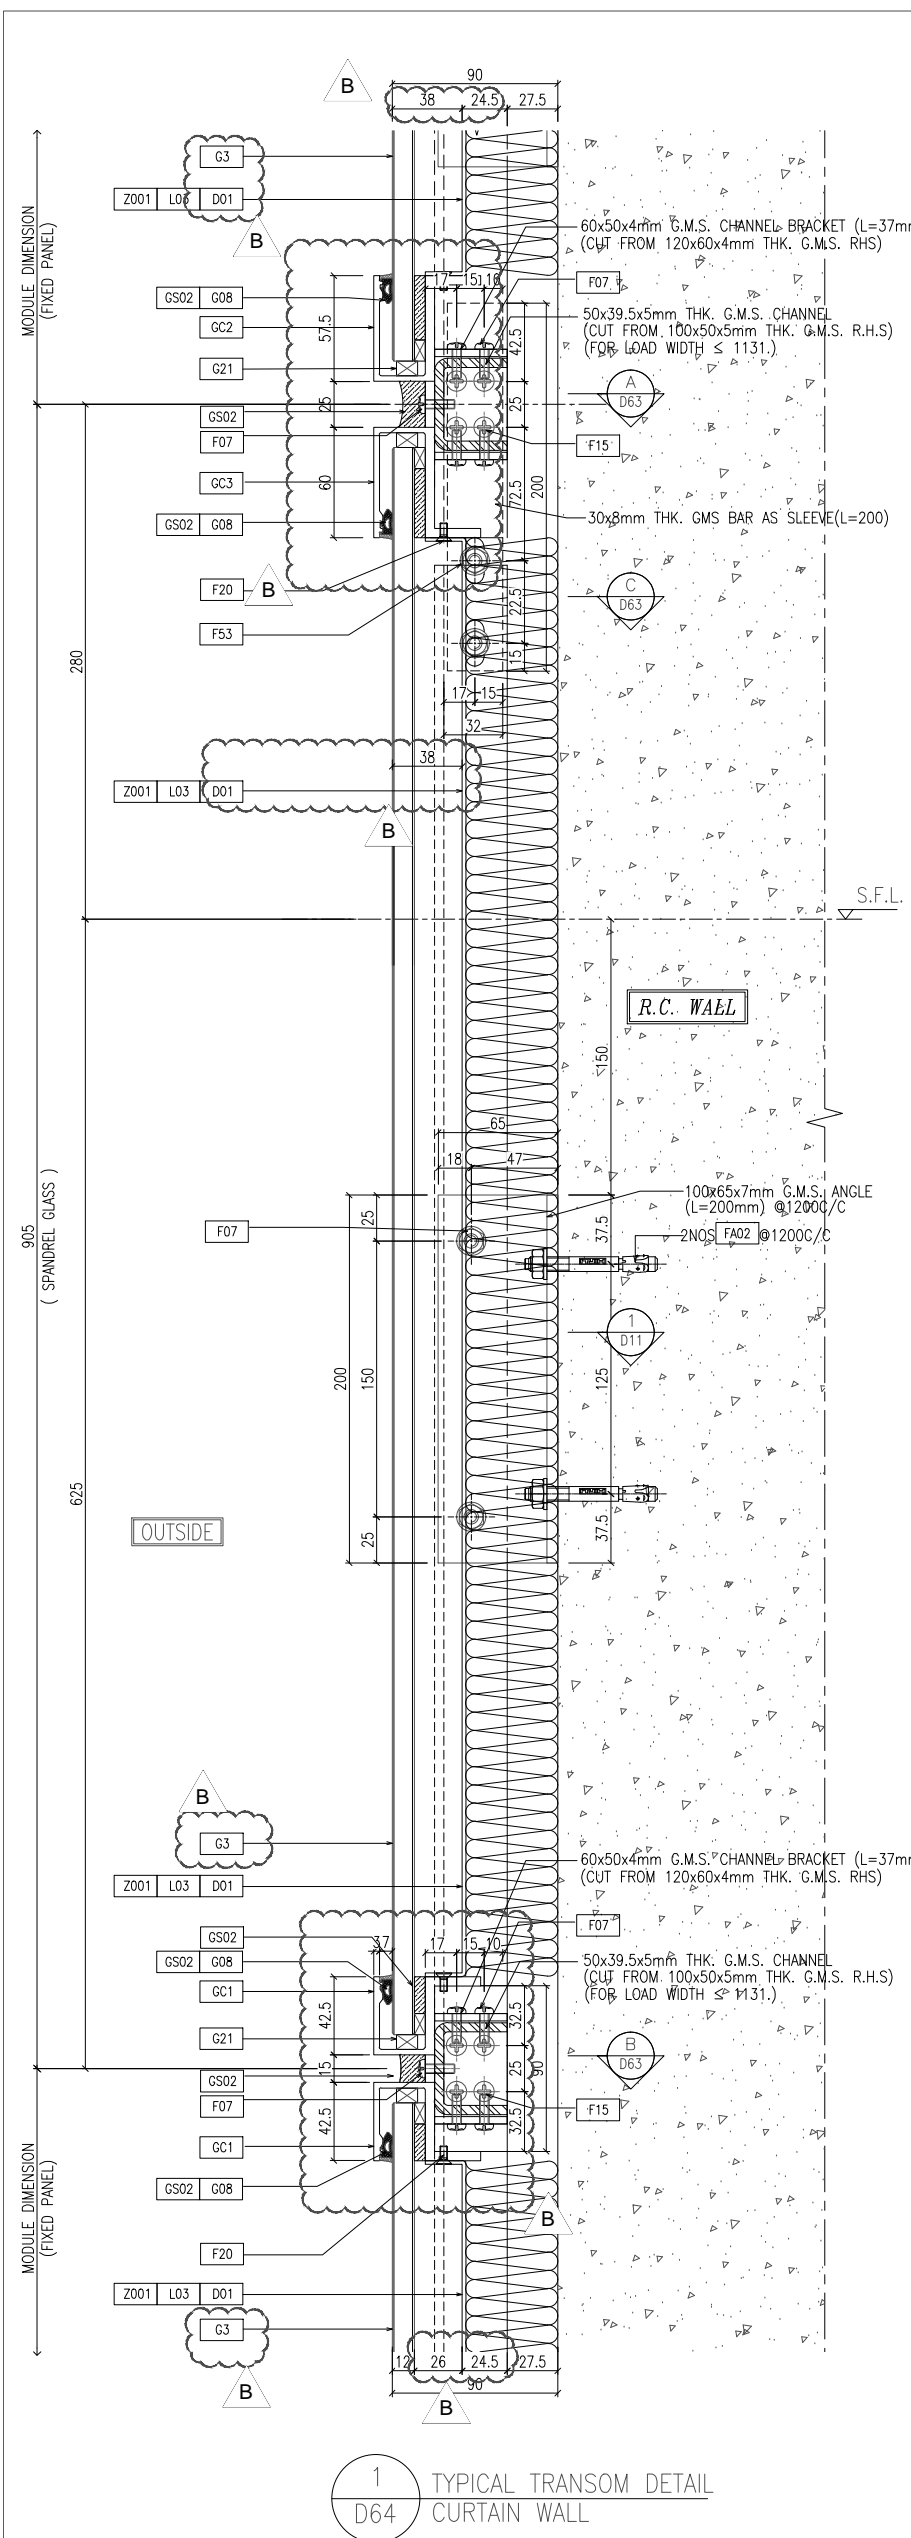 B
90
38 24.5 27.5
G3
Z001 L03 D01
B
MODULE DIMENSION
(FIXED PANEL)
60x50x4mm G.M.S. CHANNEL BRACKET (L=37mm
(CUT FROM 120x60x4mm THK. G.M.S. RHS)
17 15 16
F07
GS02 G08
57.5
42.5
50x39.5x5mm THK. G.M.S. CHANNEL
(CUT FROM 100x50x5mm THK. G.M.S. R.H.S)
(FOR LOAD WIDTH ≤ 1131.)
GC2
G21
A
D63
25
25
GS02
F07
F15
GC3
60
72.5
200
GS02 G08
30x8mm THK. GMS BAR AS SLEEVE(L=200)
F20
B
C
D63
F53
22.5
15
280
17 15
32
38
Z001 L03 D01
B
S.F.L.
R.C. WALL
150
65
18 47
905
( SPANDREL GLASS )
100x65x7mm G.M.S. ANGLE
(L=200mm) @1200C/C
25
37.5
F07
2NOS FA02 @1200C/C
1
D11
200
150
125
625
OUTSIDE
25
37.5
B
G3
60x50x4mm G.M.S. CHANNEL BRACKET (L=37mm
(CUT FROM 120x60x4mm THK. G.M.S. RHS)
Z001 L03 D01
F07
GS02
37 17 15 10
GS02 G08
50x39.5x5mm THK. G.M.S. CHANNEL
(CUT FROM 100x50x5mm THK. G.M.S. R.H.S)
(FOR LOAD WIDTH ≤ 1131.)
GC1
42.5
32.5
G21
B
D63
15
25
90
GS02
F07
F15
42.5
32.5
GC1
MODULE DIMENSION
(FIXED PANEL)
GS02 G08
B
F20
Z001 L03 D01
G3
12 26 24.5 27.5
90
B
B
1
D64
TYPICAL TRANSOM DETAIL
CURTAIN WALL